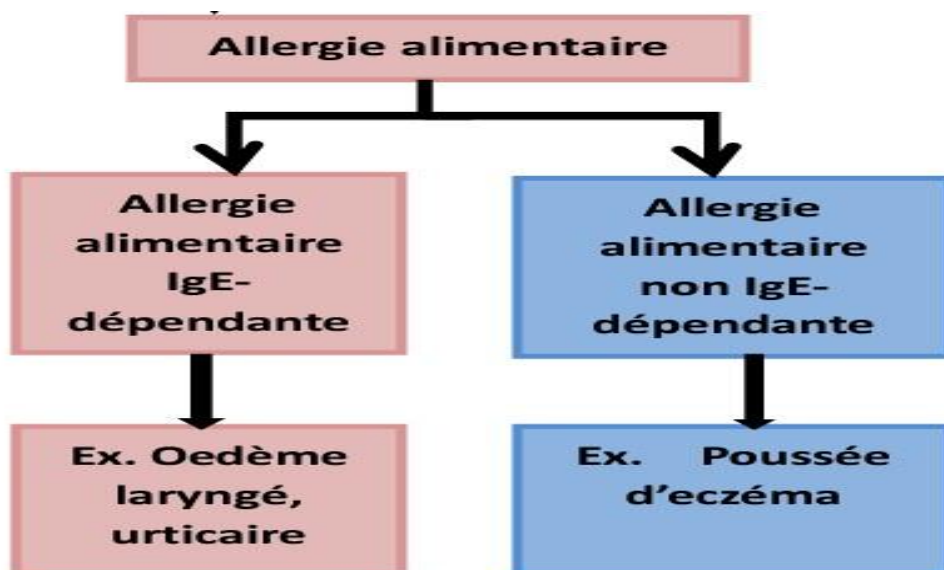 Allergie alimentaire
Allergie
alimentaire
IgE-
dépendante
Allergie
alimentaire
non IgE-
dépendante
Ex. Oedème
laryngé,
urticaire
Ex. Poussée
d'eczéma